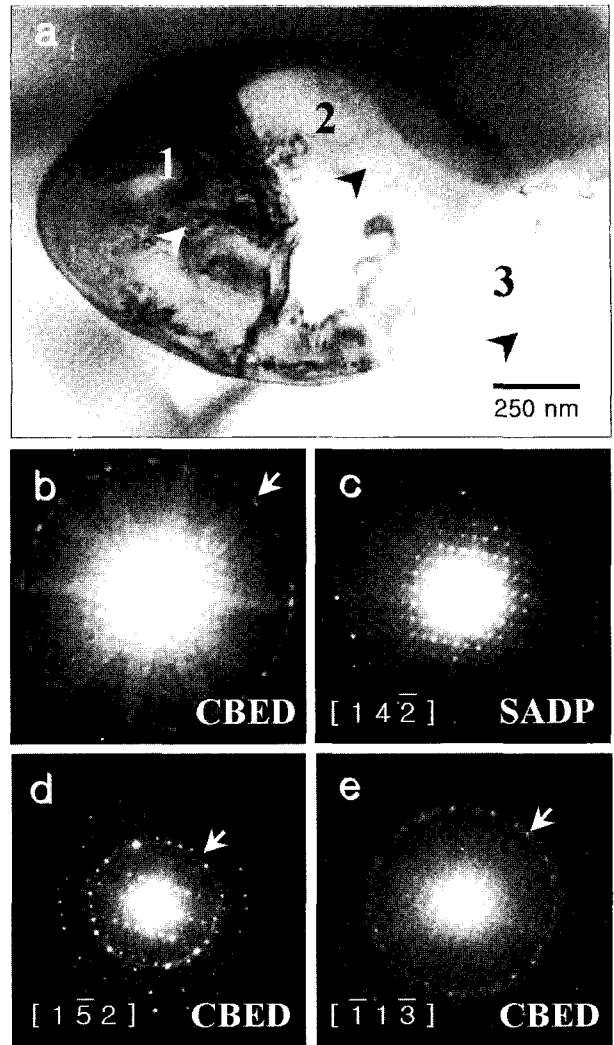 a
2
1
3
250 nm
b
CBED
c
[ 1 4 2̅ ] SADP
d
[ 1 5̅ 2 ] CBED
e
[ 1̅ 1 3̅ ] CBED